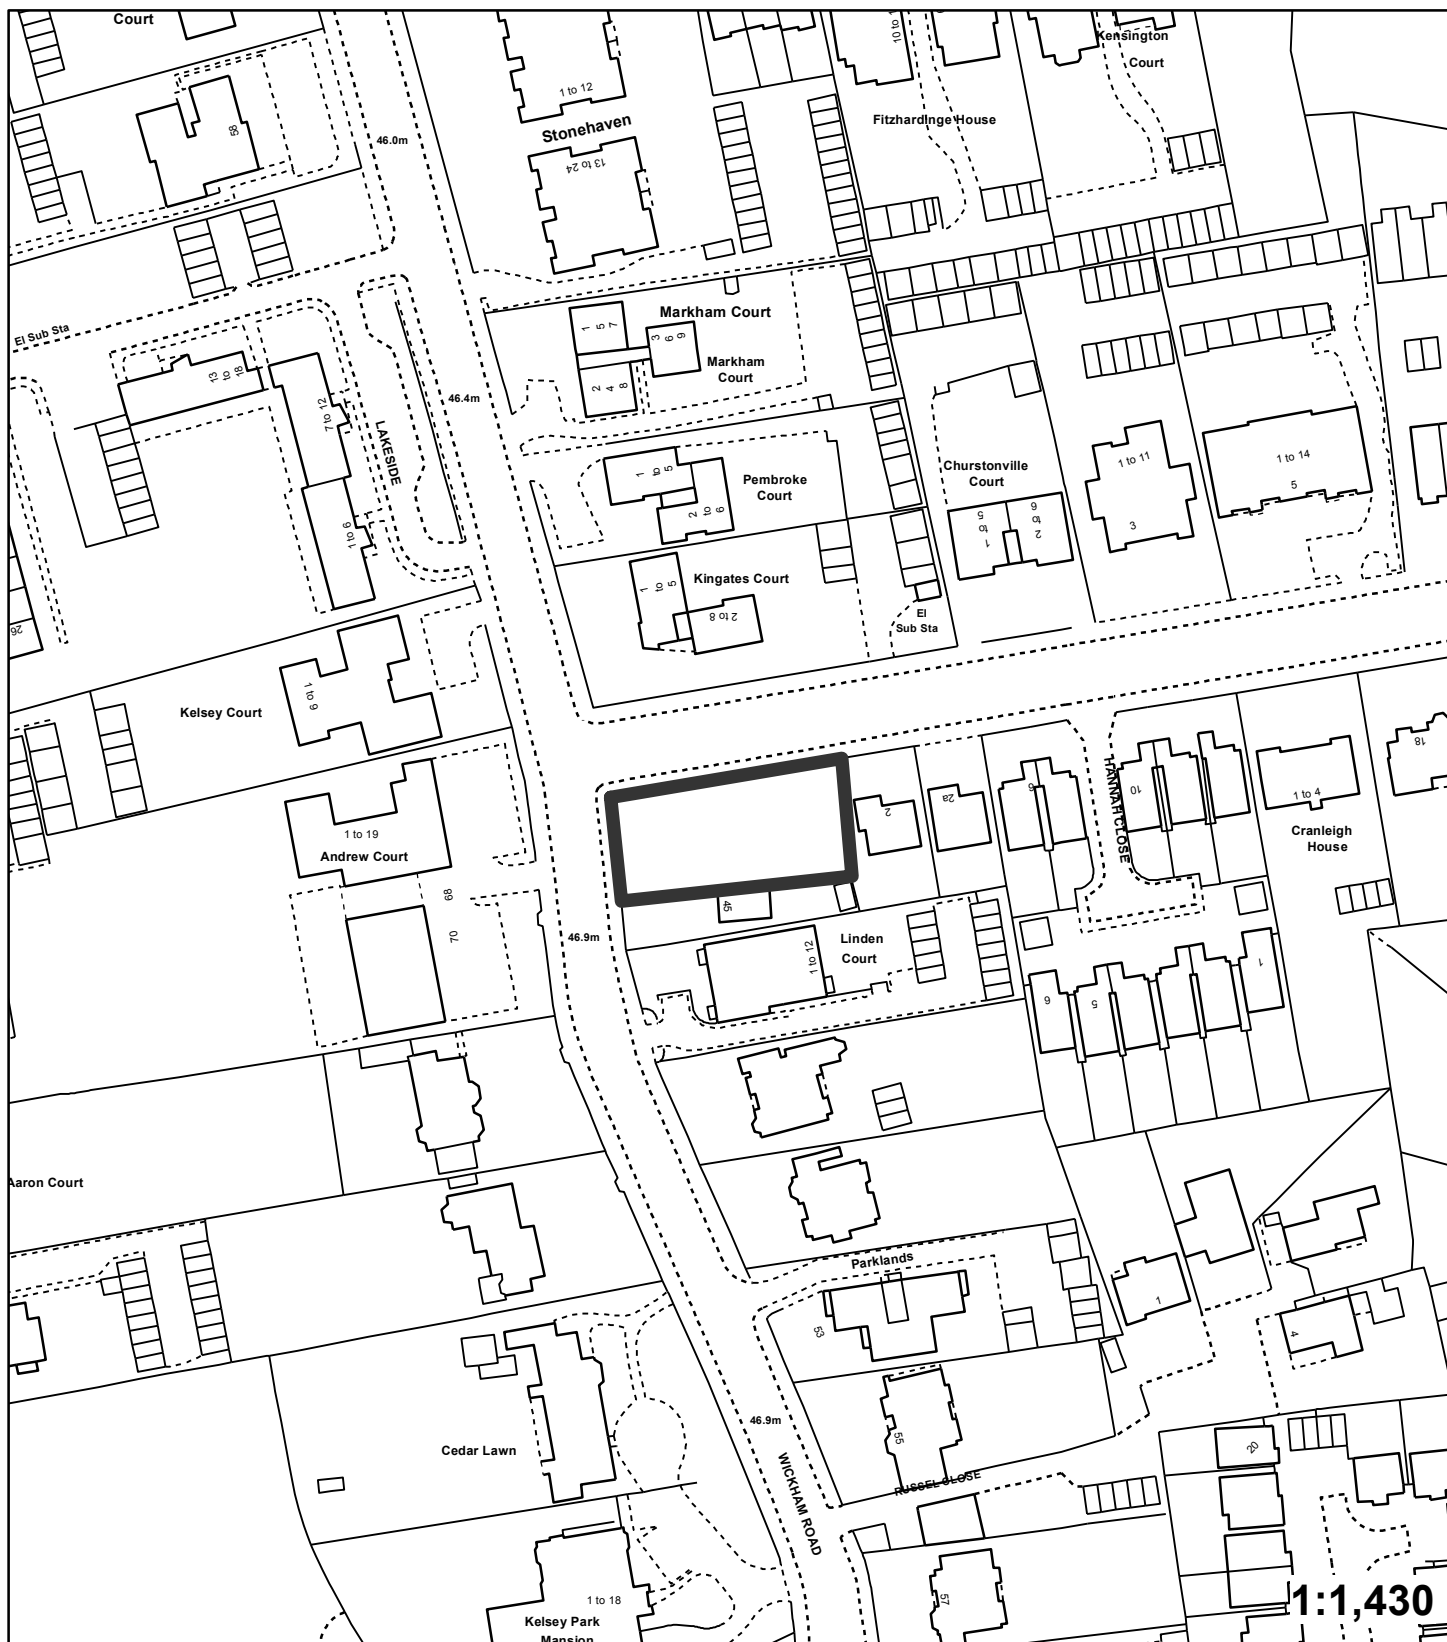 Court
58
1 to 12
Stonehaven
13 to 24
46.0m
10 to 1
Kensington
Court
Fitzhardinge House
El Sub Sta
13
to
18
7 to 12
LAKESIDE
1 to 6
46.4m
1 5 7
3 6 9
2 4 8
Markham Court
Markham
Court
1 to 5
2 to 6
Pembroke
Court
Churstonville
Court
1 to 5
2 to 6
1 to 11
3
1 to 14
5
1 to 5
2 to 8
Kingates Court
El
Sub Sta
26
1 to 9
Kelsey Court
1 to 19
Andrew Court
68
70
2
2a
6
HANNAH CLOSE
10
1 to 4
Cranleigh
House
18
45
46.9m
1 to 12
Linden
Court
6
5
1
Aaron Court
Parklands
53
1
4
Cedar Lawn
46.9m
WICKHAM ROAD
55
RUSSEL CLOSE
20
57
1 to 18
Kelsey Park
Mansion
1:1,430